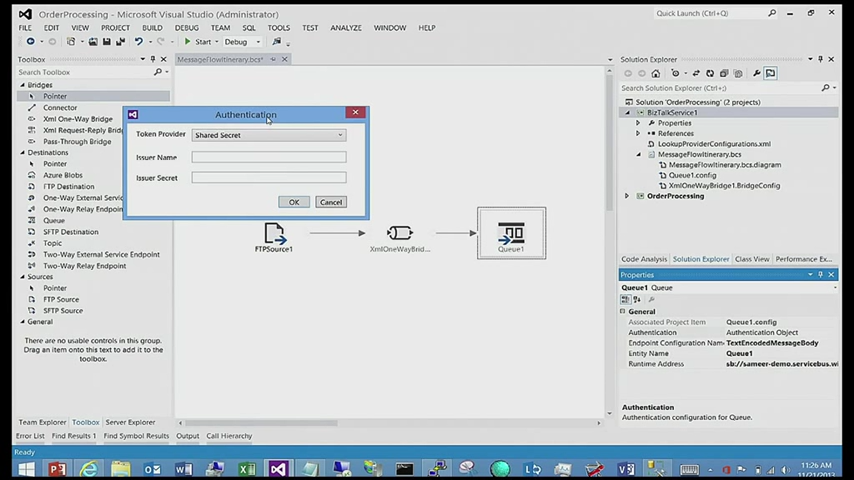 OrderProcessing - Microsoft Visual Studio (Administrator)
Quick Launch (Ctrl+Q)
FILE EDIT VIEW PROJECT BUILD DEBUG TEAM SQL TOOLS TEST ANALYZE WINDOW HELP
Start Debug
Toolbox
Search Toolbox
Bridges
Pointer
Connector
Xml One-Way Bridge
Xml Request-Reply Brid
Pass-Through Bridge
Destinations
Pointer
Azure Blobs
FTP Destination
One-Way External Servic
One-Way Relay Endpoin
Queue
SFTP Destination
Topic
Two-Way External Service Endpoint
Two-Way Relay Endpoint
Sources
Pointer
FTP Source
SFTP Source
General
There are no usable controls in this group.
Drag an item onto this text to add it to the
toolbox.
Team Explorer Toolbox Server Explorer
MessageFlowItinerary.bcs*
Authentication
Token Provider Shared Secret
Issuer Name
Issuer Secret
OK Cancel
FTPSource1
XmlOneWayBrid...
Queue1
Solution Explorer
Search Solution Explorer (Ctrl+;)
Solution 'OrderProcessing' (2 projects)
BizTalkService1
Properties
References
LookupProviderConfigurations.xml
MessageFlowItinerary.bcs
MessageFlowItinerary.bcs.diagram
Queue1.config
XmlOneWayBridge1.BridgeConfig
OrderProcessing
Code Analysis Solution Explorer Class View Performance Ex...
Properties
Queue1 Queue
General
Associated Project Item Queue1.config
Authentication Authentication Object
Endpoint Configuration Nam TextEncodedMessageBody
Entity Name Queue1
Runtime Address sb://sameer-demo.servicebus.wi
Authentication
Authentication configuration for Queue.
Error List Find Results 1 Find Symbol Results Output Call Hierarchy
Ready
11:26 AM
11/21/2013